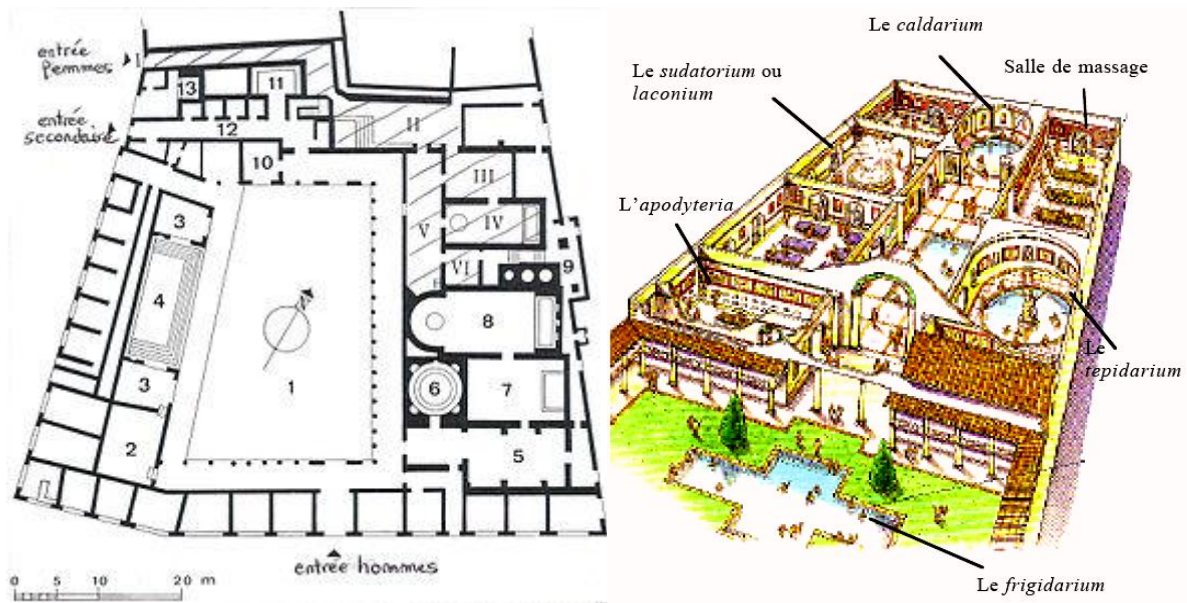 entrée
femmes
I
13
11
entrée
secondaire
12
II
10
III
3
IV
V
9
4
VI
8
1
6
7
3
2
5
N
entrée hommes
0 5 10 20 m
Le caldarium
Le sudatorium ou
laconium
Salle de massage
L'apodyteria
Le
tepidarium
Le frigidarium